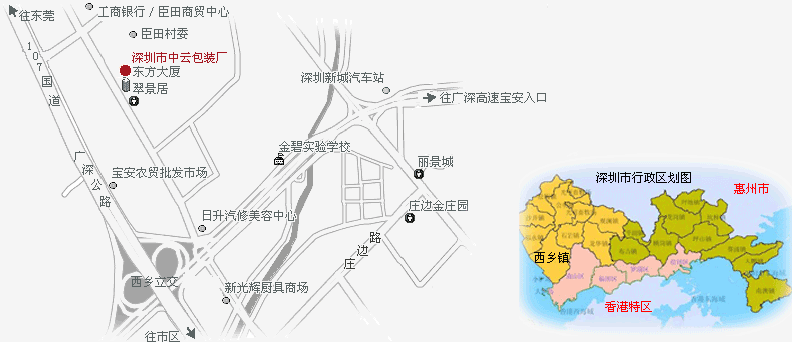 往东莞
工商银行 / 臣田商贸中心
臣田村委
深圳市中云包装厂
东方大厦
翠景居
107国道
深圳新城汽车站
往广深高速宝安入口
金碧实验学校
广深公路
宝安农贸批发市场
丽景城
庄边金庄园
日升汽修美容中心
庄边路
西乡立交
新光辉厨具商场
往市区
深圳市行政区划图
惠州市
西乡镇
香港特区